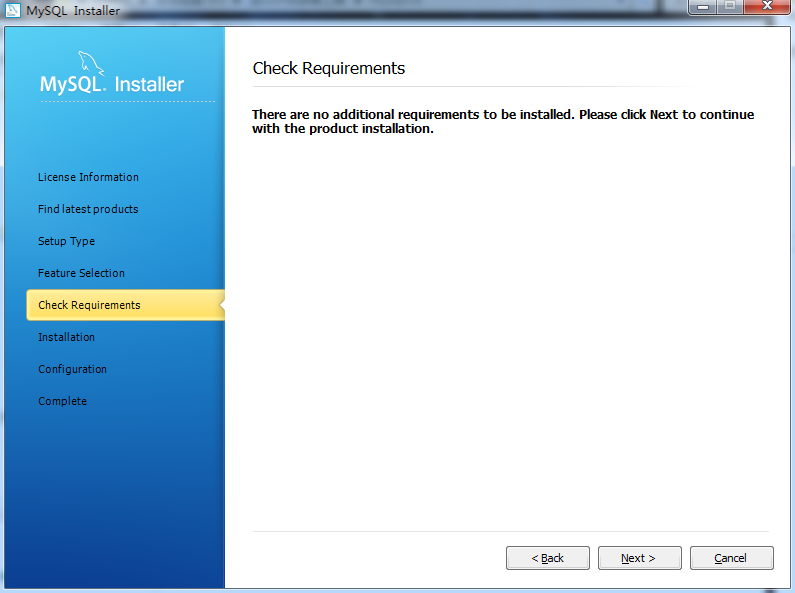 MySQL Installer
MySQL. Installer
License Information
Find latest products
Setup Type
Feature Selection
Check Requirements
Installation
Configuration
Complete
Check Requirements
There are no additional requirements to be installed. Please click Next to continue
with the product installation.
< Back
Next >
Cancel